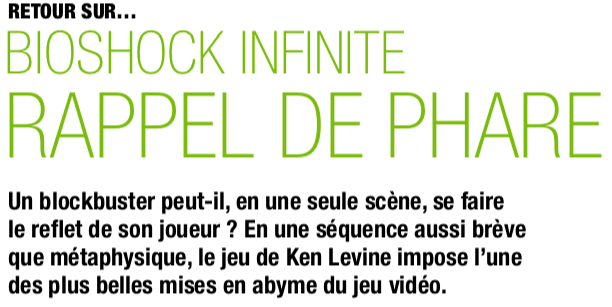 RETOUR SUR...
BIOSHOCK INFINITE
RAPPEL DE PHARE
Un blockbuster peut-il, en une seule scène, se faire
le reflet de son joueur ? En une séquence aussi brève
que métaphysique, le jeu de Ken Levine impose l'une
des plus belles mises en abyme du jeu vidéo.